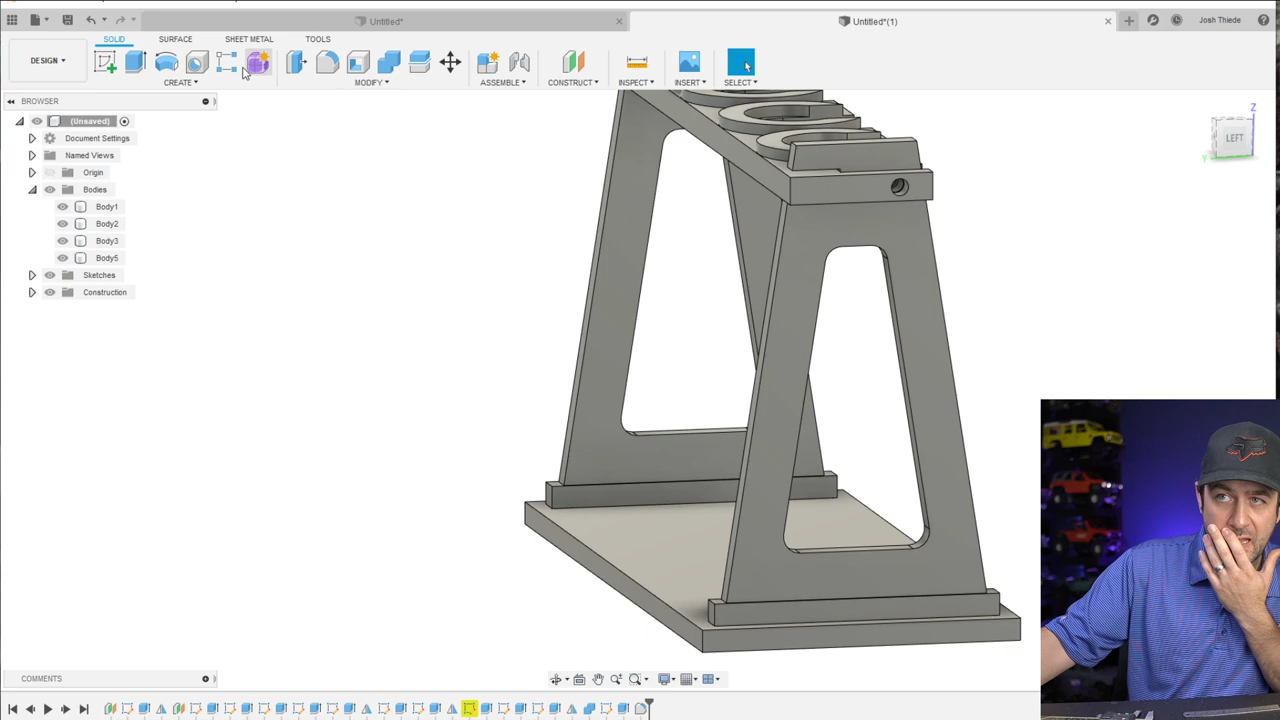 Untitled*
Untitled*(1)
Josh Thiede
DESIGN
SOLID
SURFACE
SHEET METAL
TOOLS
CREATE
MODIFY
ASSEMBLE
CONSTRUCT
INSPECT
INSERT
SELECT
BROWSER
(Unsaved)
Document Settings
Named Views
Origin
Bodies
Body1
Body2
Body3
Body5
Sketches
Construction
Z
LEFT
Y
COMMENTS